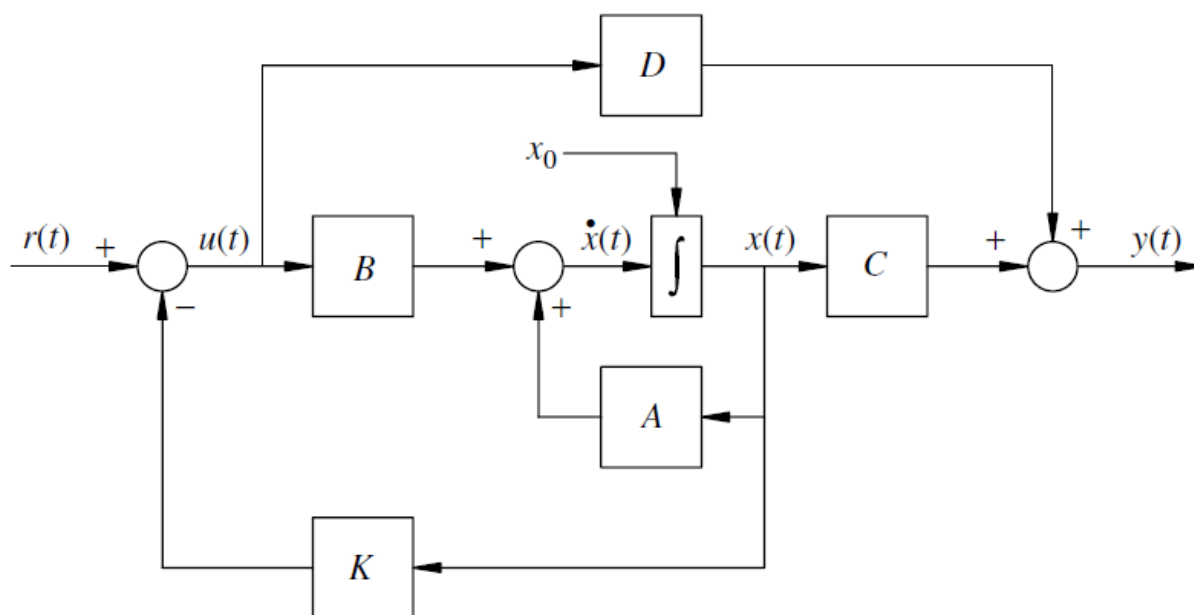 D
x₀
r(t) + u(t) B + ẋ(t) ∫ x(t) C + + y(t)
− +
A
K